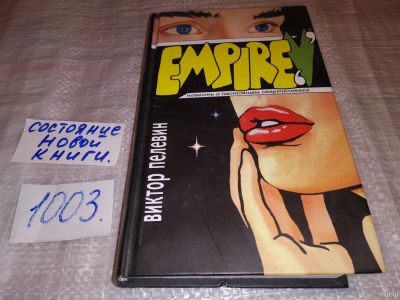 EMPIRE V
повесть о настоящем сверхчеловеке
виктор пелевин
СОСТОЯНИЕ
НОВОЙ
КНИГИ.
1003.